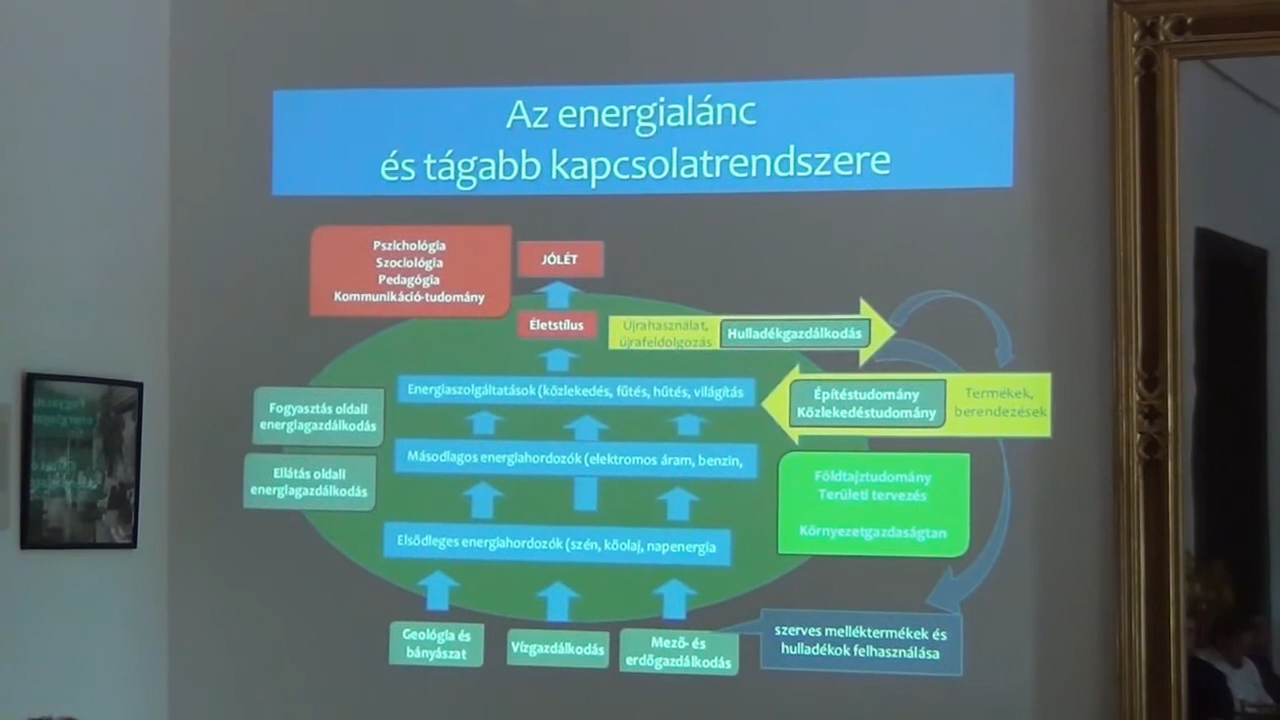 Az energialánc
és tágabb kapcsolatrendszere
Pszichológia
Szociológia
Pedagógia
Kommunikáció-tudomány
JÓLÉT
Életstílus
Újrahasználat,
újrafeldolgozás
Hulladékgazdálkodás
Energiaszolgáltatások (közlekedés, fűtés, hűtés, világítás
Építéstudomány
Közlekedéstudomány
Termékek,
berendezések
Fogyasztás oldali
energiagazdálkodás
Másodlagos energiahordozók (elektromos áram, benzin,
Ellátás oldali
energiagazdálkodás
Földtajztudomány
Területi tervezés
Környezetgazdaságtan
Elsődleges energiahordozók (szén, kőolaj, napenergia
Geológia és
bányászat
Vízgazdálkodás
Mező- és
erdőgazdálkodás
szerves melléktermékek és
hulladékok felhasználása